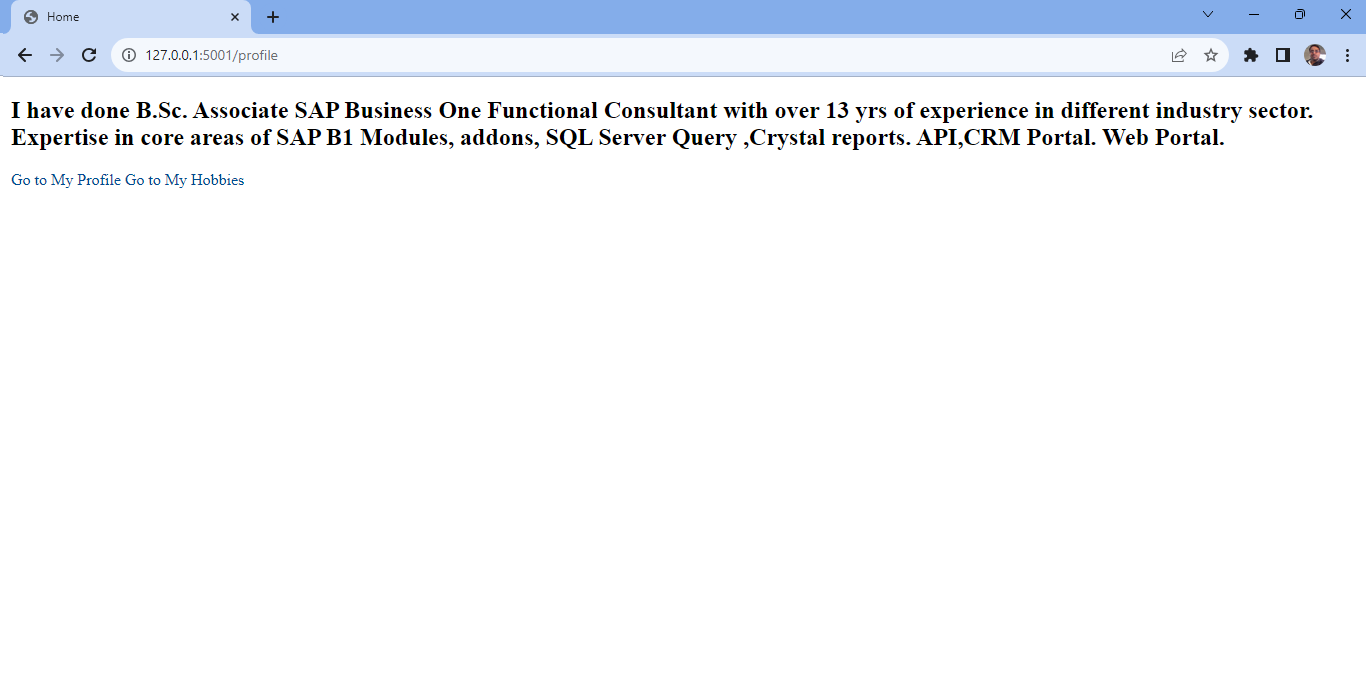 Home
127.0.0.1:5001/profile
I have done B.Sc. Associate SAP Business One Functional Consultant with over 13 yrs of experience in different industry sector.
Expertise in core areas of SAP B1 Modules, addons, SQL Server Query ,Crystal reports. API,CRM Portal. Web Portal.
Go to My Profile Go to My Hobbies